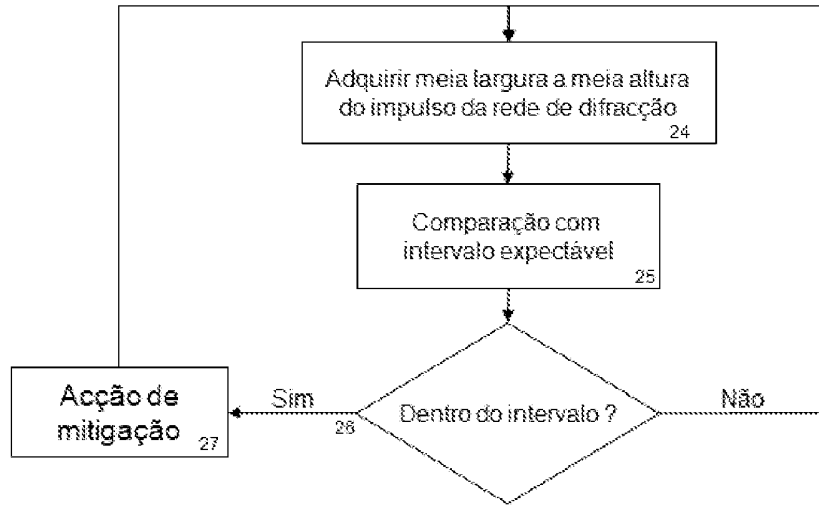 Adquirir meia largura a meia altura
do impulso da rede de difracção
24
Comparação com
intervalo expectável
25
Dentro do intervalo ?
26
Sim
Não
Acção de
mitigação
27